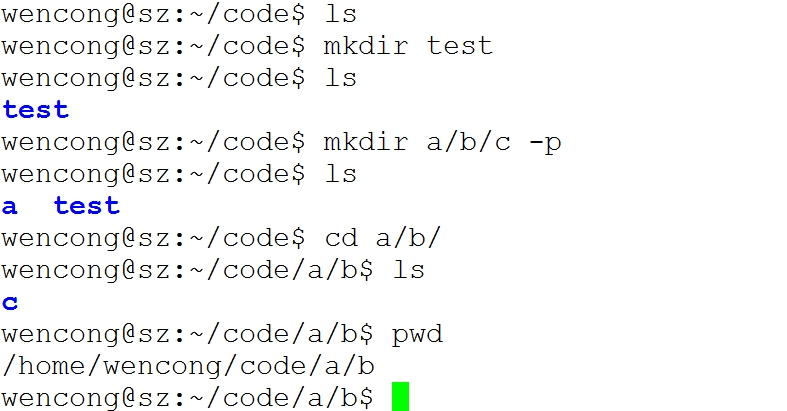 wencong@sz:~/code$ ls
wencong@sz:~/code$ mkdir test
wencong@sz:~/code$ ls
test
wencong@sz:~/code$ mkdir a/b/c -p
wencong@sz:~/code$ ls
a  test
wencong@sz:~/code$ cd a/b/
wencong@sz:~/code/a/b$ ls
c
wencong@sz:~/code/a/b$ pwd
/home/wencong/code/a/b
wencong@sz:~/code/a/b$